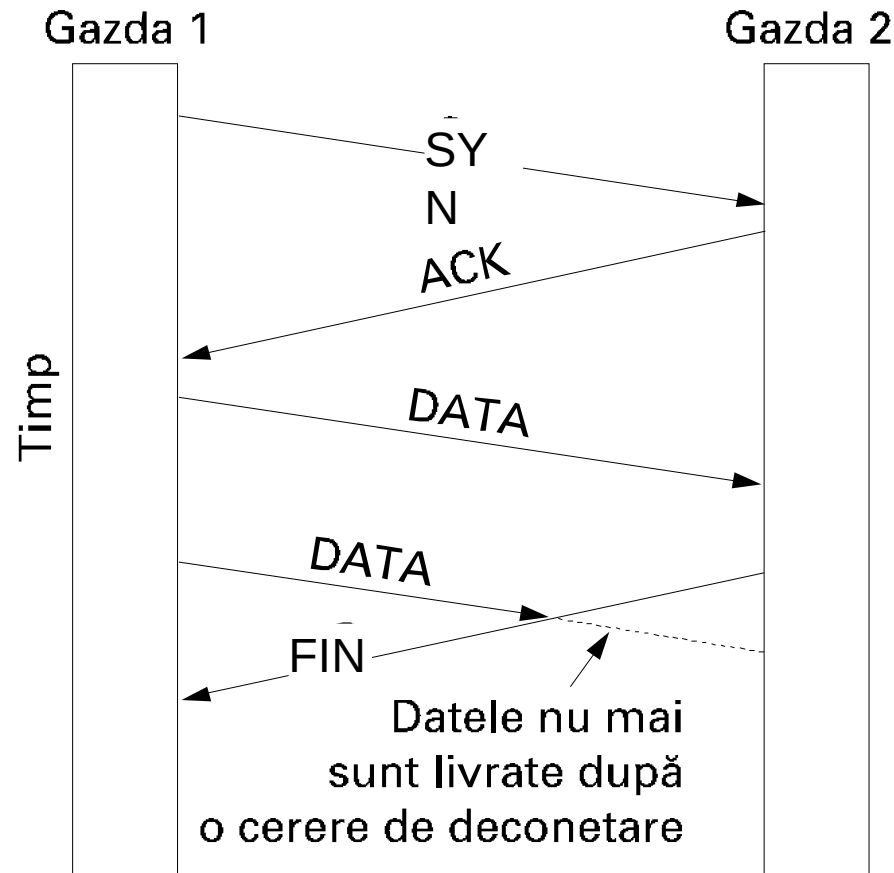 Gazda 1
Gazda 2
SY
N
ACK
Timp
DATA
DATA
FIN
Datele nu mai
sunt livrate după
o cerere de deconetare